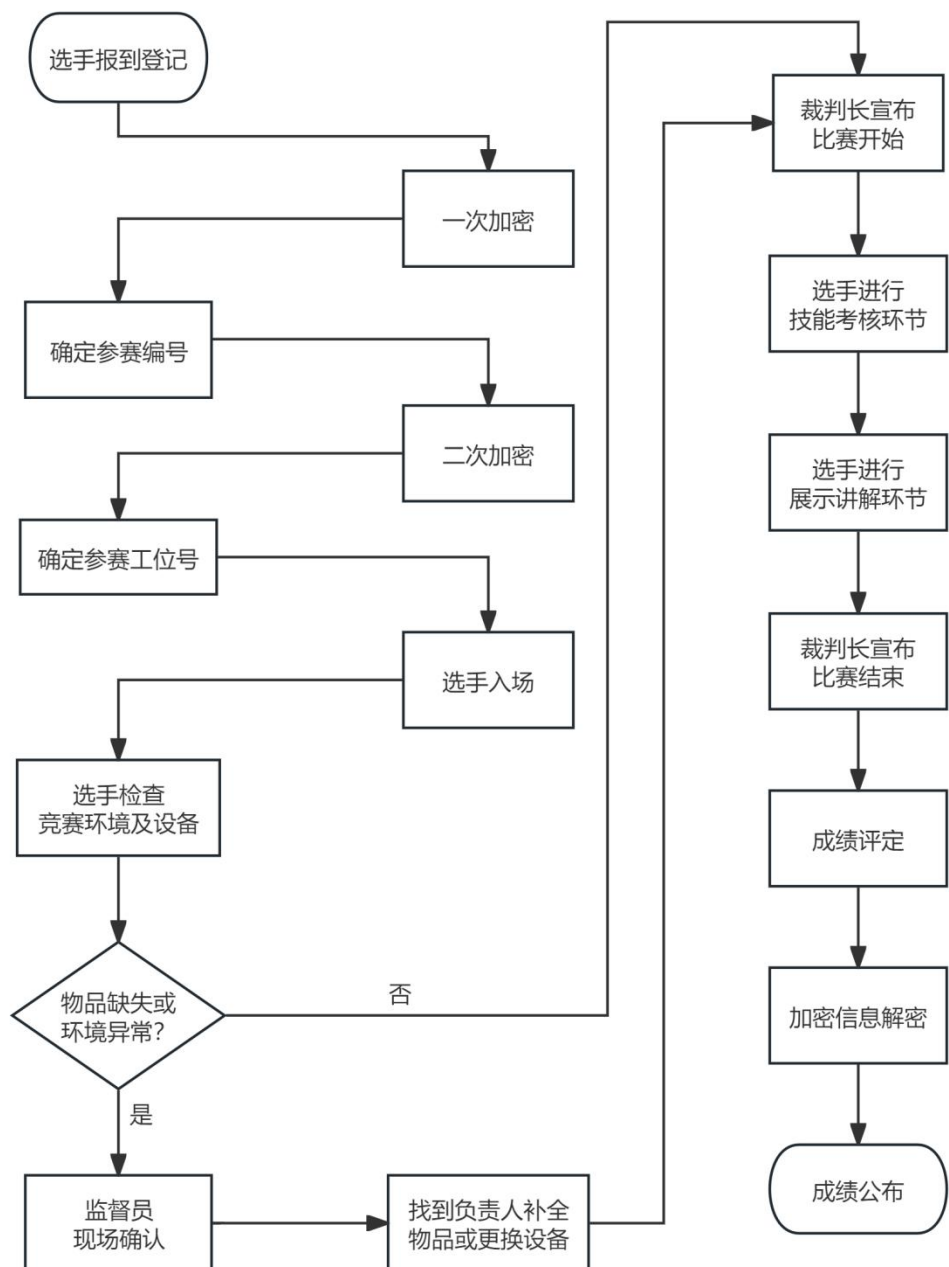 选手报到登记
一次加密
确定参赛编号
二次加密
确定参赛工位号
选手入场
选手检查
竞赛环境及设备
物品缺失或
环境异常?
否
是
监督员
现场确认
找到负责人补全
物品或更换设备
裁判长宣布
比赛开始
选手进行
技能考核环节
选手进行
展示讲解环节
裁判长宣布
比赛结束
成绩评定
加密信息解密
成绩公布